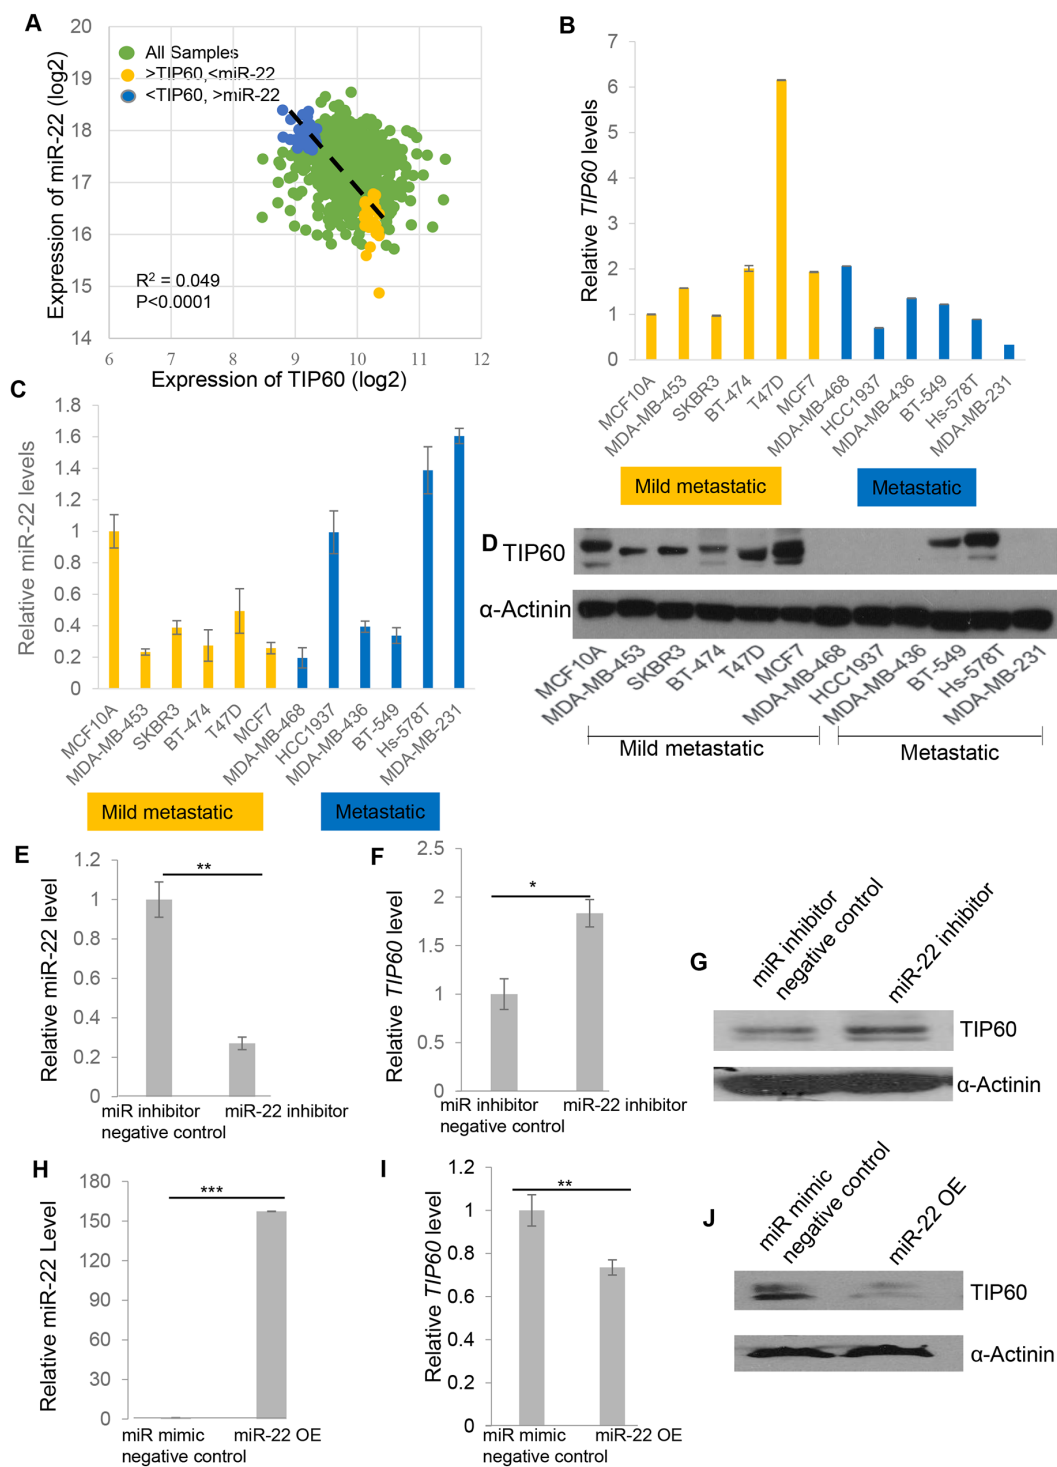 A
20
19
18
17
16
15
14
6
7
8
9
10
11
12
Expression of miR-22 (log2)
Expression of TIP60 (log2)
All Samples
>TIP60,<miR-22
<TIP60, >miR-22
R² = 0.049
P<0.0001
B
7
6
5
4
3
2
1
0
Relative TIP60 levels
MCF10A
MDA-MB-453
SKBR3
BT-474
T47D
MCF7
MDA-MB-468
HCC1937
MDA-MB-436
BT-549
Hs-578T
MDA-MB-231
Mild metastatic
Metastatic
C
1.8
1.6
1.4
1.2
1
0.8
0.6
0.4
0.2
0
Relative miR-22 levels
MCF10A
MDA-MB-453
SKBR3
BT-474
T47D
MCF7
MDA-MB-468
HCC1937
MDA-MB-436
BT-549
Hs-578T
MDA-MB-231
Mild metastatic
Metastatic
D
TIP60
α-Actinin
MCF10A
MDA-MB-453
SKBR3
BT-474
T47D
MCF7
MDA-MB-468
HCC1937
MDA-MB-436
BT-549
Hs-578T
MDA-MB-231
Mild metastatic
Metastatic
E
1.2
1
0.8
0.6
0.4
0.2
0
Relative miR-22 level
**
miR inhibitor
negative control
miR-22 inhibitor
F
2.5
2
1.5
1
0.5
0
Relative TIP60 level
*
miR inhibitor
negative control
miR-22 inhibitor
G
miR inhibitor
negative control
miR-22 inhibitor
TIP60
α-Actinin
H
180
150
120
90
60
30
0
Relative miR-22 Level
***
miR mimic
negative control
miR-22 OE
I
1.2
1
0.8
0.6
0.4
0.2
0
Relative TIP60 level
**
miR mimic
negative control
miR-22 OE
J
miR mimic
negative control
miR-22 OE
TIP60
α-Actinin